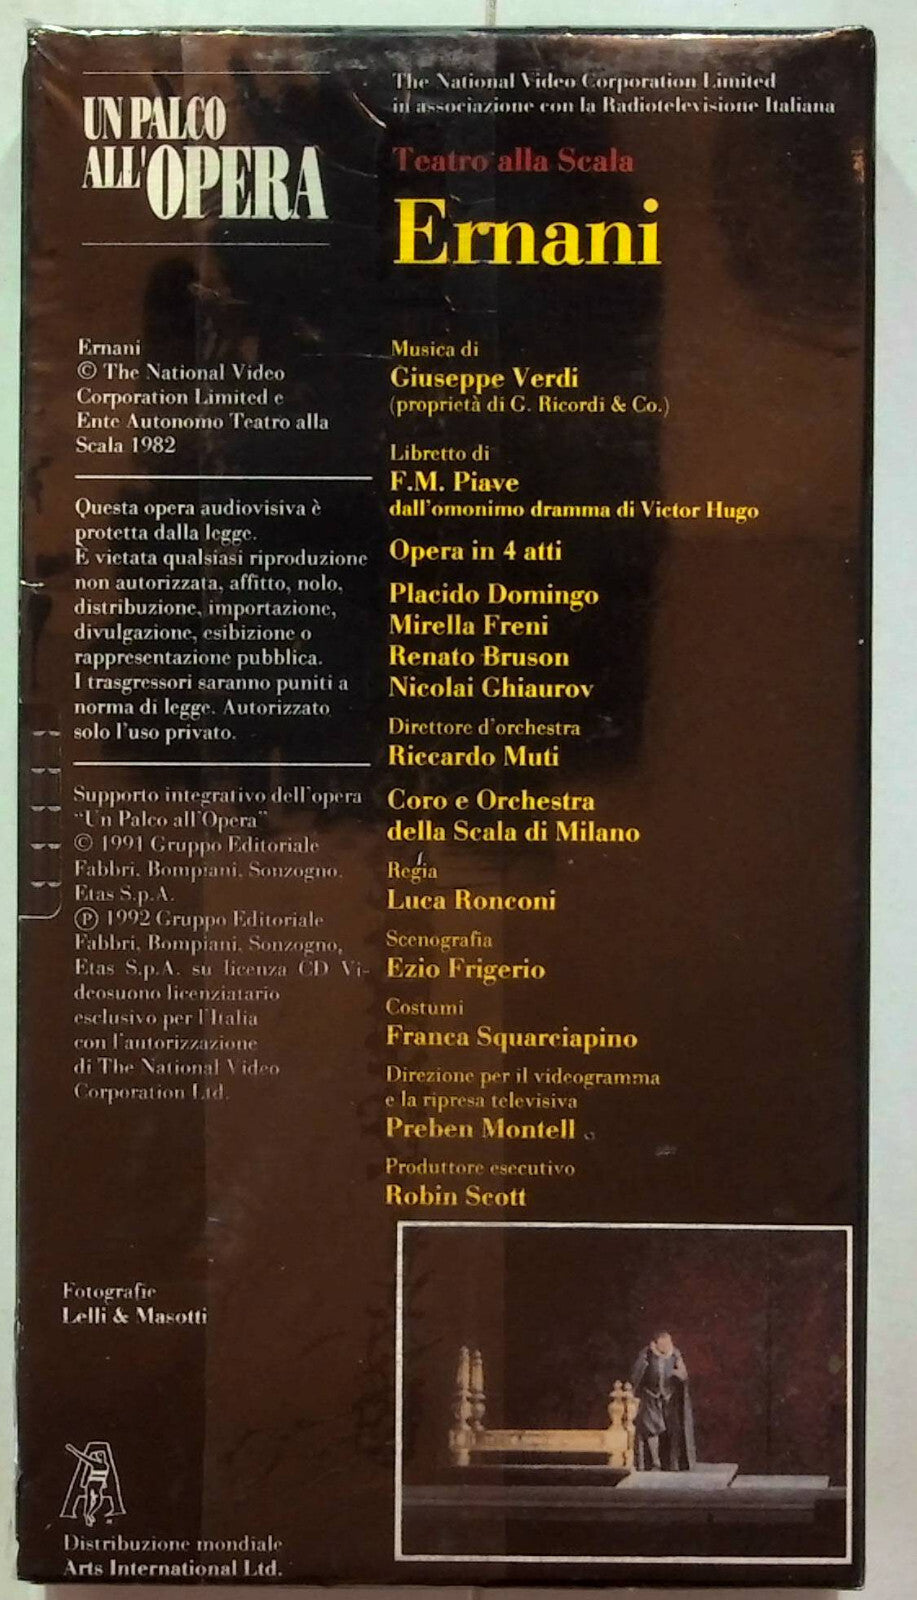 UN PALCO
ALL'OPERA
The National Video Corporation Limited
in associazione con la Radiotelevisione Italiana
Teatro alla Scala
Ernani
Ernani
© The National Video
Corporation Limited e
Ente Autonomo Teatro alla
Scala 1982
Questa opera audiovisiva è
protetta dalla legge.
È vietata qualsiasi riproduzione
non autorizzata, affitto, nolo,
distribuzione, importazione,
divulgazione, esibizione o
rappresentazione pubblica.
I trasgressori saranno puniti a
norma di legge. Autorizzato
solo l'uso privato.
Supporto integrativo dell'opera
"Un Palco all'Opera"
© 1991 Gruppo Editoriale
Fabbri, Bompiani, Sonzogno,
Etas S.p.A.
℗ 1992 Gruppo Editoriale
Fabbri, Bompiani, Sonzogno,
Etas S.p.A. su licenza CD Vi-
deosuono licenziatario
esclusivo per l'Italia
con l'autorizzazione
di The National Video
Corporation Ltd.
Fotografie
Lelli & Masotti
Distribuzione mondiale
Arts International Ltd.
Musica di
Giuseppe Verdi
(proprietà di G. Ricordi & Co.)
Libretto di
F.M. Piave
dall'omonimo dramma di Victor Hugo
Opera in 4 atti
Placido Domingo
Mirella Freni
Renato Bruson
Nicolai Ghiaurov
Direttore d'orchestra
Riccardo Muti
Coro e Orchestra
della Scala di Milano
Regia
Luca Ronconi
Scenografia
Ezio Frigerio
Costumi
Franca Squarciapino
Direzione per il videogramma
e la ripresa televisiva
Preben Montell
Produttore esecutivo
Robin Scott